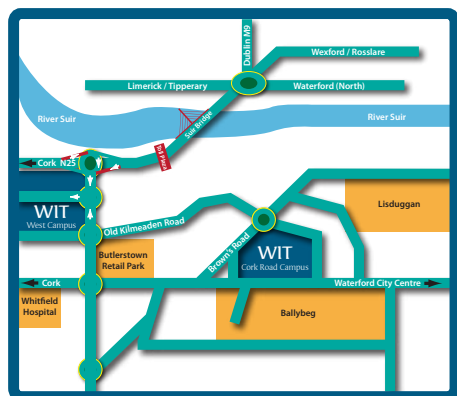 Dublin M9
Wexford / Rosslare
Limerick / Tipperary
Waterford (North)
River Suir
Suir Bridge
River Suir
Toll Plaza
Cork N25
WIT
West Campus
Old Kilmeaden Road
Lisduggan
Butlerstown
Retail Park
Brown's Road
WIT
Cork Road Campus
Cork
Waterford City Centre
Whitfield
Hospital
Ballybeg